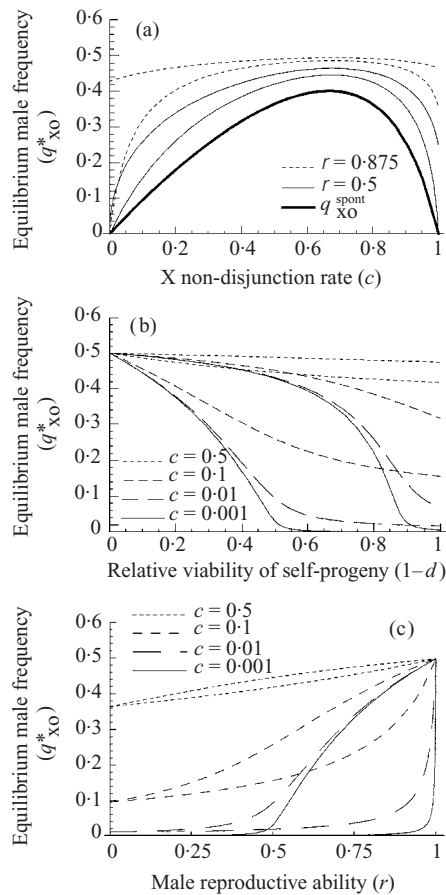 (a)
Equilibrium male frequency
(q*XO)
0·5
0·4
0·3
0·2
0·1
0
r = 0·875
r = 0·5
q spont XO
0 0·2 0·4 0·6 0·8 1
X non-disjunction rate (c)
(b)
Equilibrium male frequency
(q*XO)
0·6
0·5
0·4
0·3
0·2
0·1
0
c = 0·5
c = 0·1
c = 0·01
c = 0·001
0 0·2 0·4 0·6 0·8 1
Relative viability of self-progeny (1–d)
(c)
Equilibrium male frequency
(q*XO)
0·6
0·5
0·4
0·3
0·2
0·1
0
c = 0·5
c = 0·1
c = 0·01
c = 0·001
0 0·25 0·5 0·75 1
Male reproductive ability (r)